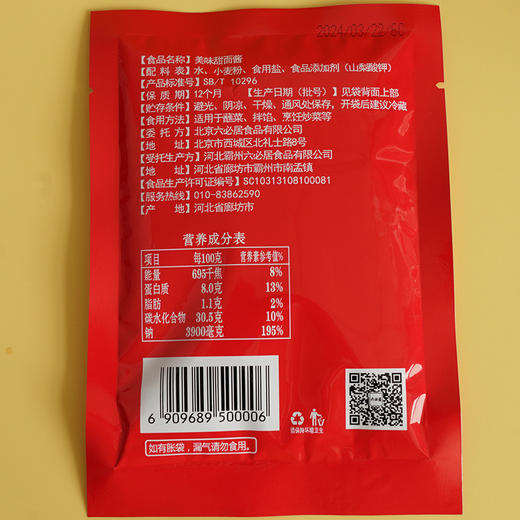 2024/03/22/6C
【食品名称】美味甜面酱
【配 料 表】水、小麦粉、食用盐、食品添加剂（山梨酸钾）
【产品标准号】SB/T 10296
【保 质 期】12个月 【生产日期（批号）】见袋背面上部
【贮存条件】避光、阴凉、干燥、通风处保存，开袋后建议冷藏
【食用方法】适用于蘸菜、拌馅、烹饪炒菜等
【委 托 方】北京六必居食品有限公司
【地 址】北京市西城区北礼士路6号
【受托生产方】河北霸州六必居食品有限公司
【地 址】河北省廊坊市霸州市南孟镇
【食品生产许可证编号】SC10313108100081
【服务热线】010-83862590
【产 地】河北省廊坊市
营养成分表
项目 每100克 营养素参考值%
能量 695千焦 8%
蛋白质 8.0克 13%
脂肪 1.1克 2%
碳水化合物 30.5克 10%
钠 3900毫克 195%
6 909689 500006
请保持环境卫生
如有胀袋，漏气请勿食用。